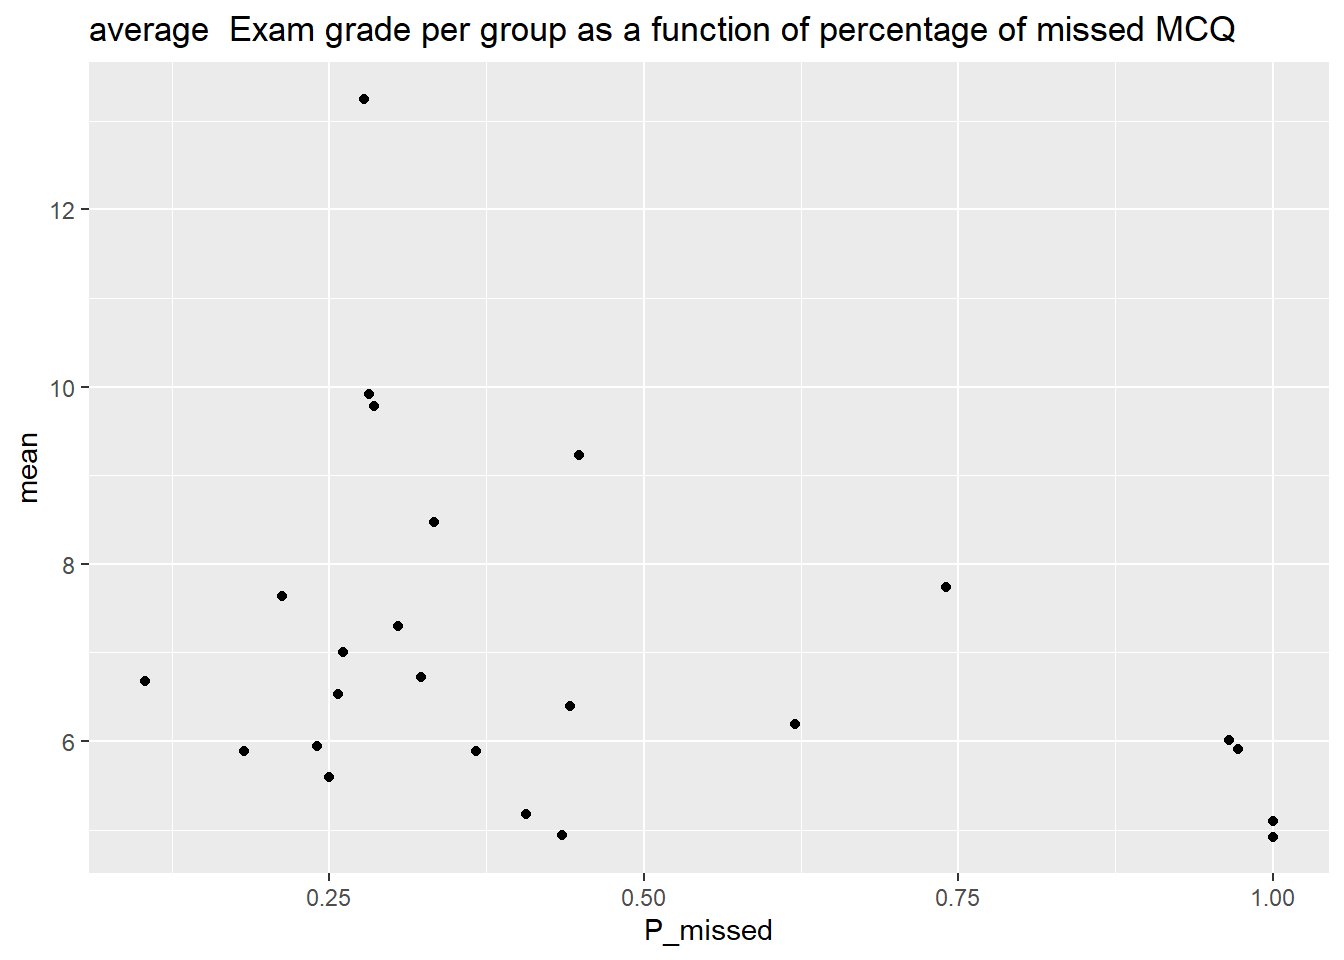 average  Exam grade per group as a function of percentage of missed MCQ
12
10
8
6
mean
0.25
0.50
0.75
1.00
P_missed